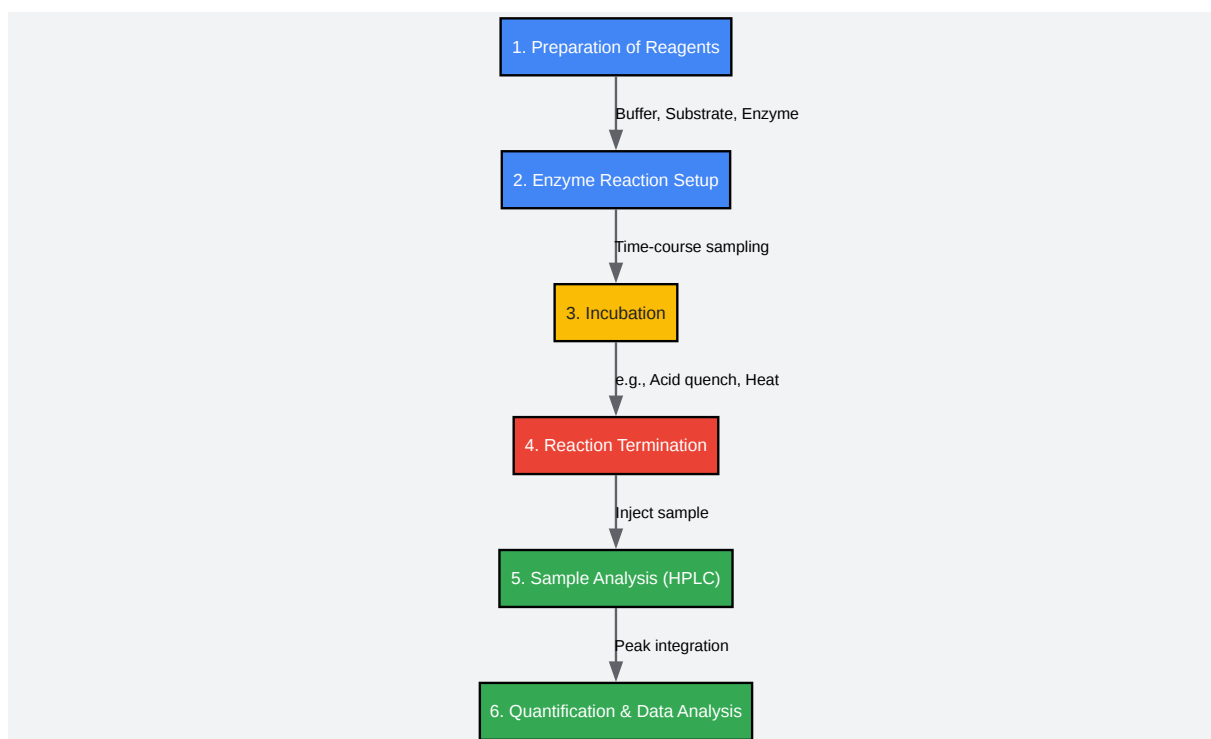 1. Preparation of Reagents
Buffer, Substrate, Enzyme
2. Enzyme Reaction Setup
Time-course sampling
3. Incubation
e.g., Acid quench, Heat
4. Reaction Termination
Inject sample
5. Sample Analysis (HPLC)
Peak integration
6. Quantification & Data Analysis